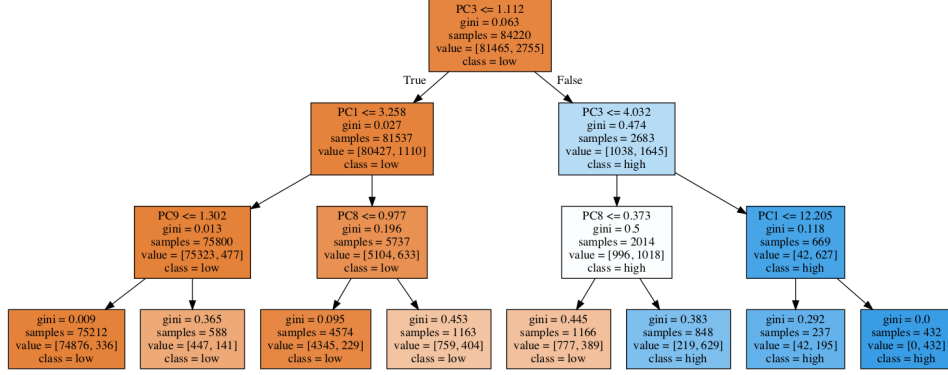 PC3 <= 1.112
gini = 0.063
samples = 84220
value = [81465, 2755]
class = low
True
False
PC1 <= 3.258
gini = 0.027
samples = 81537
value = [80427, 1110]
class = low
PC3 <= 4.032
gini = 0.474
samples = 2683
value = [1038, 1645]
class = high
PC9 <= 1.302
gini = 0.013
samples = 75800
value = [75323, 477]
class = low
PC8 <= 0.977
gini = 0.196
samples = 5737
value = [5104, 633]
class = low
PC8 <= 0.373
gini = 0.5
samples = 2014
value = [996, 1018]
class = high
PC1 <= 12.205
gini = 0.118
samples = 669
value = [42, 627]
class = high
gini = 0.009
samples = 75212
value = [74876, 336]
class = low
gini = 0.365
samples = 588
value = [447, 141]
class = low
gini = 0.095
samples = 4574
value = [4345, 229]
class = low
gini = 0.453
samples = 1163
value = [759, 404]
class = low
gini = 0.445
samples = 1166
value = [777, 389]
class = low
gini = 0.383
samples = 848
value = [219, 629]
class = high
gini = 0.292
samples = 237
value = [42, 195]
class = high
gini = 0.0
samples = 432
value = [0, 432]
class = high